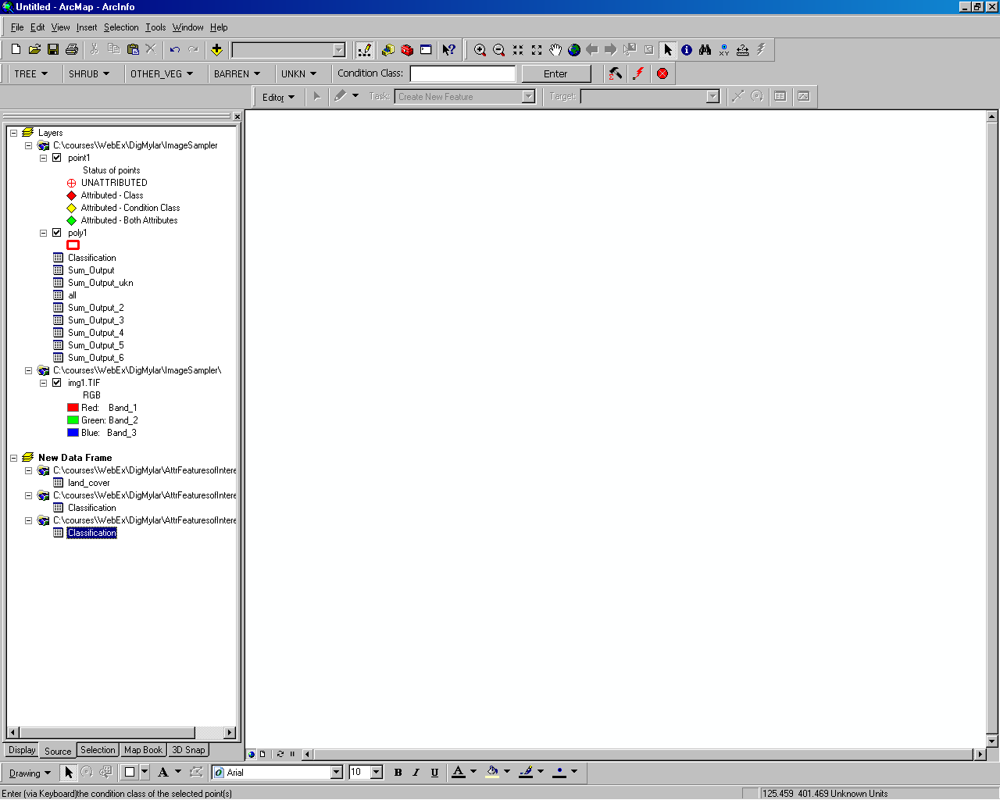 Untitled - ArcMap - ArcInfo
File Edit View Insert Selection Tools Window Help
TREE SHRUB OTHER_VEG BARREN UNKN Condition Class: Enter
Editor Task: Create New Feature Target:
Layers
C:\courses\WebEx\DigMylar\ImageSampler
point1
Status of points
UNATTRIBUTED
Attributed - Class
Attributed - Condition Class
Attributed - Both Attributes
poly1
Classification
Sum_Output
Sum_Output_ukn
all
Sum_Output_2
Sum_Output_3
Sum_Output_4
Sum_Output_5
Sum_Output_6
C:\courses\WebEx\DigMylar\ImageSampler\
img1.TIF
RGB
Red: Band_1
Green: Band_2
Blue: Band_3
New Data Frame
C:\courses\WebEx\DigMylar\AttrFeaturesofIntere
land_cover
C:\courses\WebEx\DigMylar\AttrFeaturesofIntere
Classification
C:\courses\WebEx\DigMylar\AttrFeaturesofIntere
Classification
Display Source Selection Map Book 3D Snap
Drawing A Arial 10 B I U A
Enter (via Keyboard)the condition class of the selected point(s) 125.459 401.469 Unknown Units